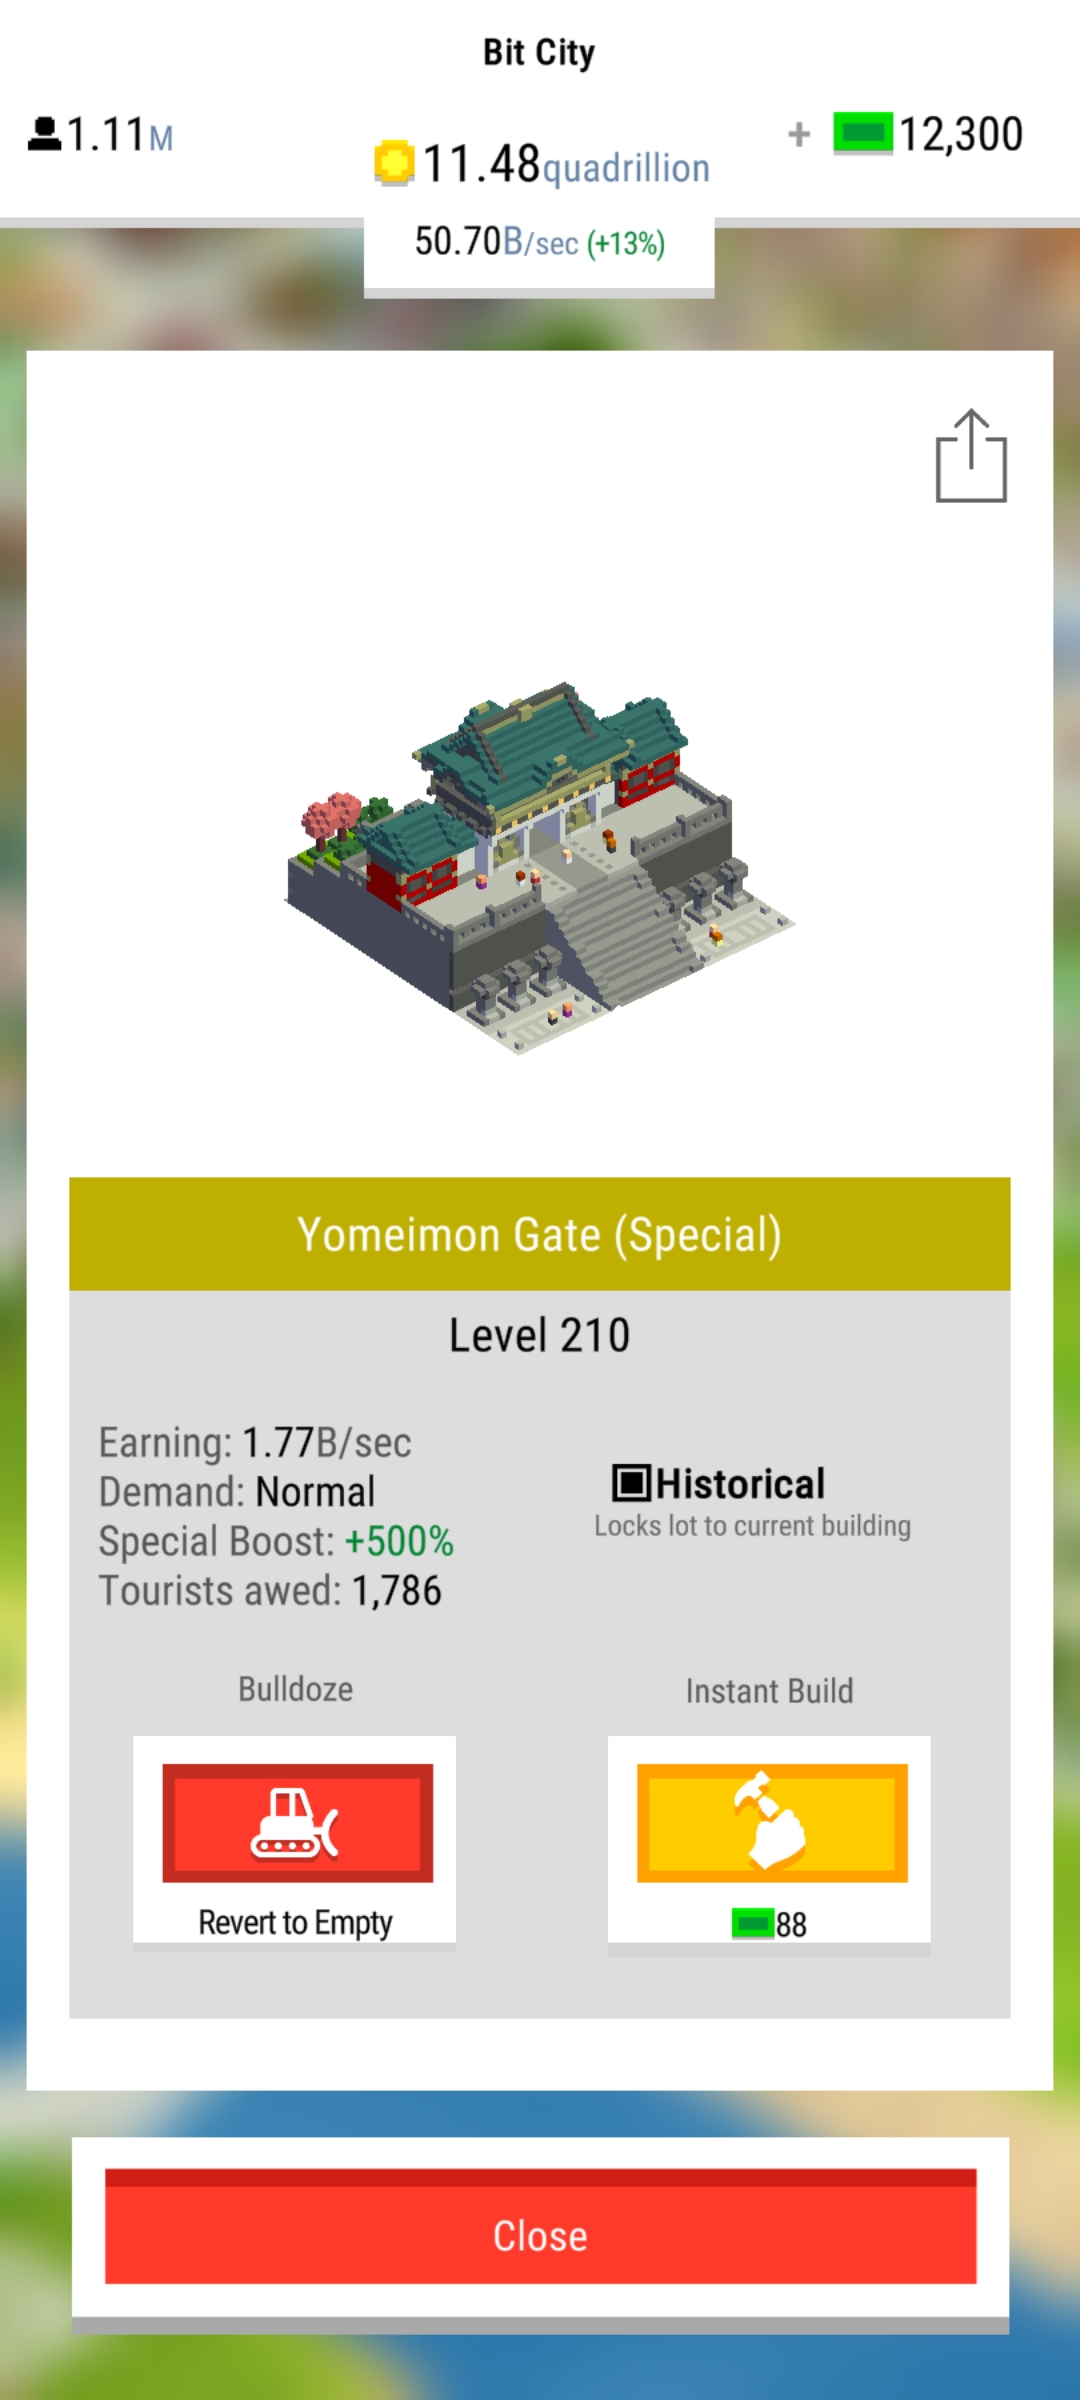 Bit City
1.11M
11.48quadrillion
+ 12,300
50.70B/sec (+13%)
Yomeimon Gate (Special)
Level 210
Earning: 1.77B/sec
Demand: Normal
Special Boost: +500%
Tourists awed: 1,786
Historical
Locks lot to current building
Bulldoze
Instant Build
Revert to Empty
88
Close